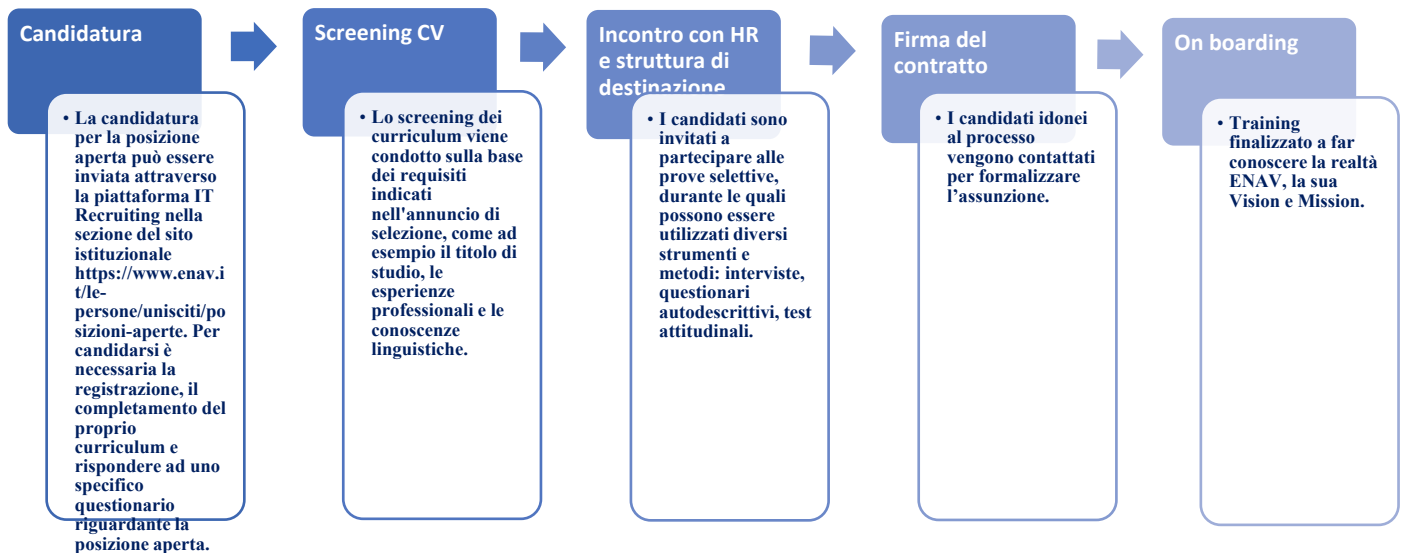 Candidatura
• La candidatura
per la posizione
aperta può essere
inviata attraverso
la piattaforma IT
Recruiting nella
sezione del sito
istituzionale
https://www.enav.i
t/le-
persone/unisciti/po
sizioni-aperte. Per
candidarsi è
necessaria la
registrazione, il
completamento del
proprio
curriculum e
rispondere ad uno
specifico
questionario
riguardante la
posizione aperta.
Screening CV
• Lo screening dei
curriculum viene
condotto sulla base
dei requisiti
indicati
nell'annuncio di
selezione, come ad
esempio il titolo di
studio, le
esperienze
professionali e le
conoscenze
linguistiche.
Incontro con HR
e struttura di
destinazione
• I candidati sono
invitati a
partecipare alle
prove selettive,
durante le quali
possono essere
utilizzati diversi
strumenti e
metodi: interviste,
questionari
autodescrittivi, test
attitudinali.
Firma del
contratto
• I candidati idonei
al processo
vengono contattati
per formalizzare
l’assunzione.
On boarding
• Training
finalizzato a far
conoscere la realtà
ENAV, la sua
Vision e Mission.